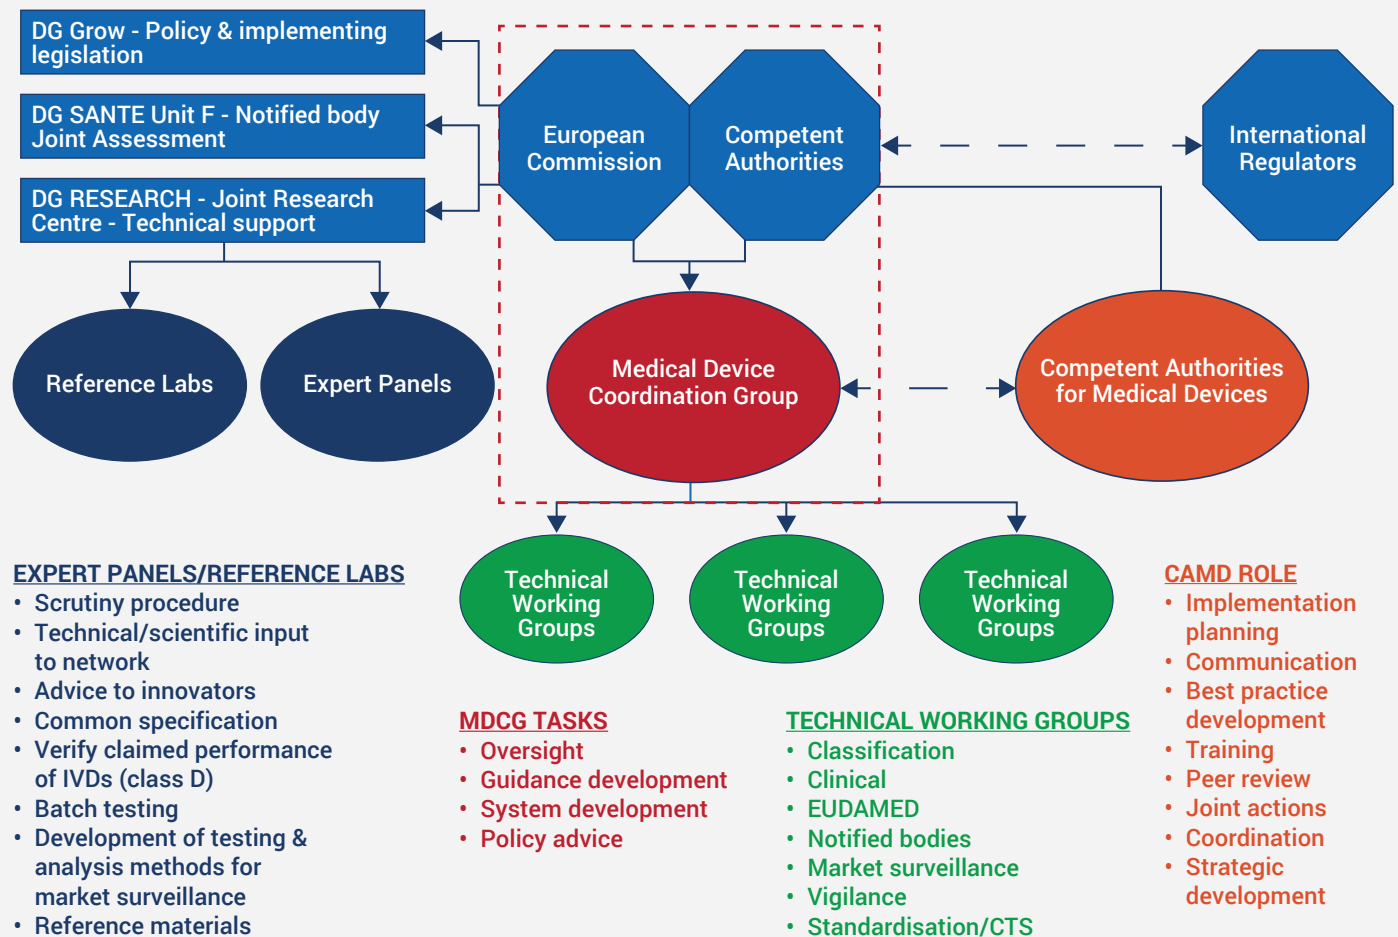 DG Grow - Policy & implementing
legislation
DG SANTE Unit F - Notified body
Joint Assessment
DG RESEARCH - Joint Research
Centre - Technical support
European
Commission
Competent
Authorities
International
Regulators
Reference Labs
Expert Panels
Medical Device
Coordination Group
Competent Authorities
for Medical Devices
Technical
Working
Groups
Technical
Working
Groups
Technical
Working
Groups
EXPERT PANELS/REFERENCE LABS
• Scrutiny procedure
• Technical/scientific input
to network
• Advice to innovators
• Common specification
• Verify claimed performance
of IVDs (class D)
• Batch testing
• Development of testing &
analysis methods for
market surveillance
• Reference materials
MDCG TASKS
• Oversight
• Guidance development
• System development
• Policy advice
TECHNICAL WORKING GROUPS
• Classification
• Clinical
• EUDAMED
• Notified bodies
• Market surveillance
• Vigilance
• Standardisation/CTS
CAMD ROLE
• Implementation
planning
• Communication
• Best practice
development
• Training
• Peer review
• Joint actions
• Coordination
• Strategic
development